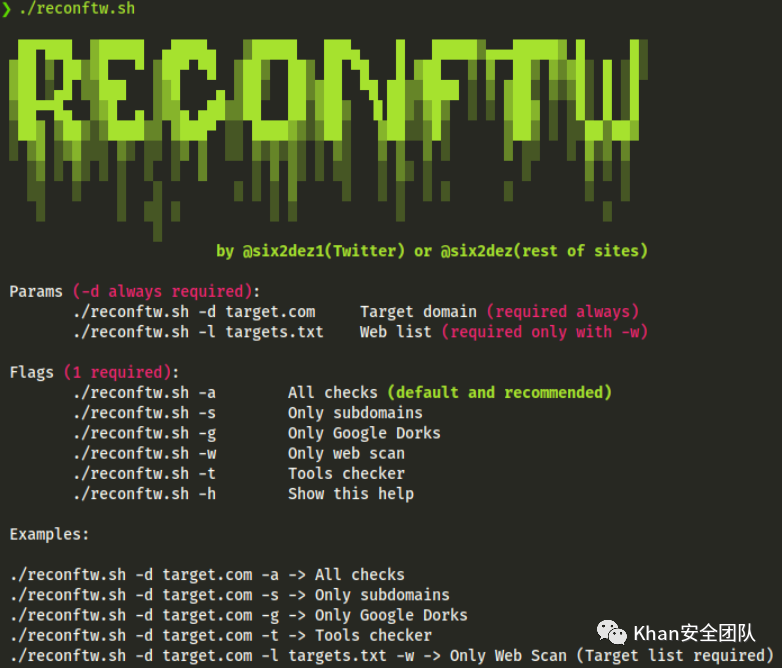 ❯ ./reconftw.sh
RECONFTW
by @six2dez1(Twitter) or @six2dez(rest of sites)
Params (-d always required):
./reconftw.sh -d target.com Target domain (required always)
./reconftw.sh -l targets.txt Web list (required only with -w)
Flags (1 required):
./reconftw.sh -a All checks (default and recommended)
./reconftw.sh -s Only subdomains
./reconftw.sh -g Only Google Dorks
./reconftw.sh -w Only web scan
./reconftw.sh -t Tools checker
./reconftw.sh -h Show this help
Examples:
./reconftw.sh -d target.com -a -> All checks
./reconftw.sh -d target.com -s -> Only subdomains
./reconftw.sh -d target.com -g -> Only Google Dorks
./reconftw.sh -d target.com -t -> Tools checker
./reconftw.sh -d target.com -l targets.txt -w -> Only Web Scan (Target list required)
Khan安全团队